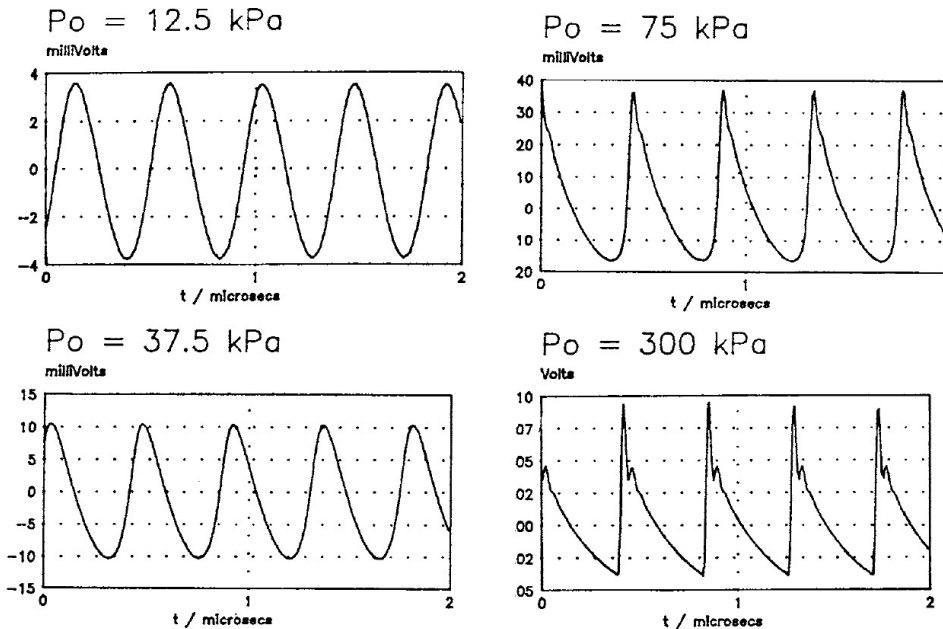 Po = 12.5 kPa
milliVolts
4
2
0
-2
-4
0 1 2
t / microsecs
Po = 75 kPa
milliVolts
40
30
20
10
0
10
20
0 1
t / microsecs
Po = 37.5 kPa
milliVolts
15
10
5
0
-5
-10
-15
0 1 2
t / microsecs
Po = 300 kPa
Volts
10
07
05
02
00
02
05
0 1 2
t / microsecs